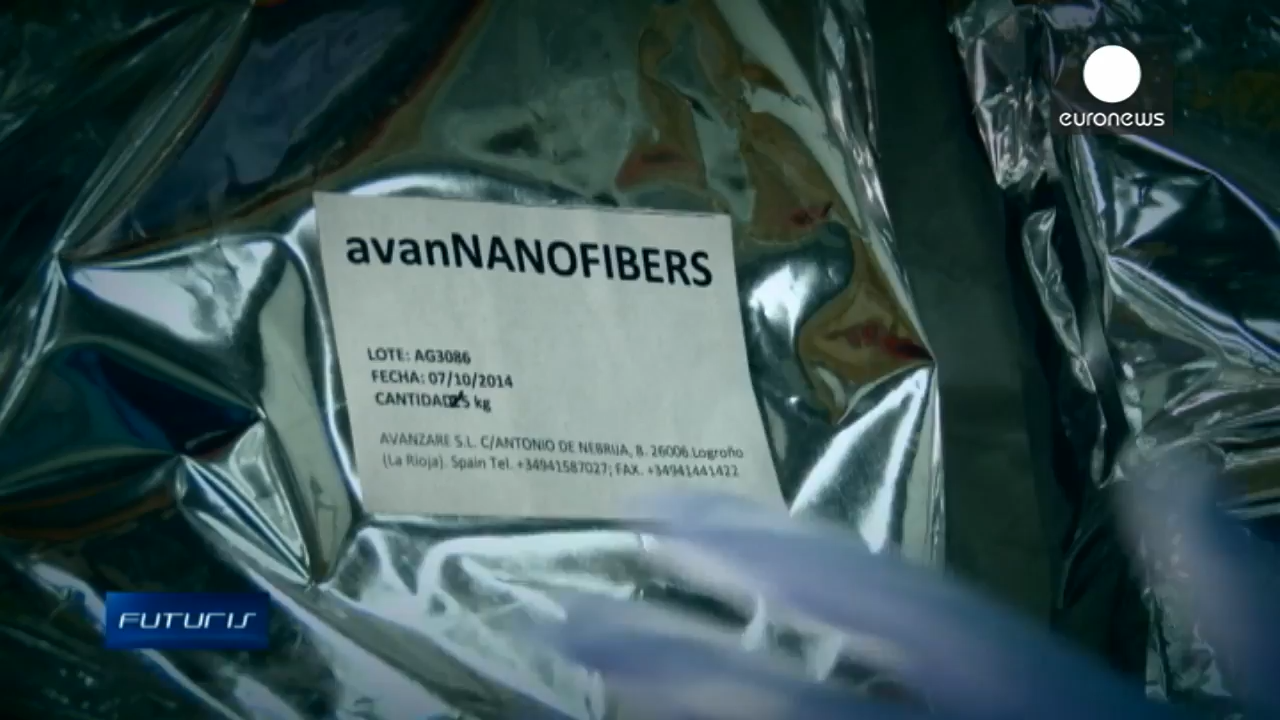 euronews
avanNANOFIBERS
LOTE: AG3086
FECHA: 07/10/2014
kg
AVANZARE S.L. C/ANTONIO DE NEBRIJA, 8. 26006 Logroño
(La Rioja). Spain Tel. +34941587027; FAX. +34941441422
FUTURIS